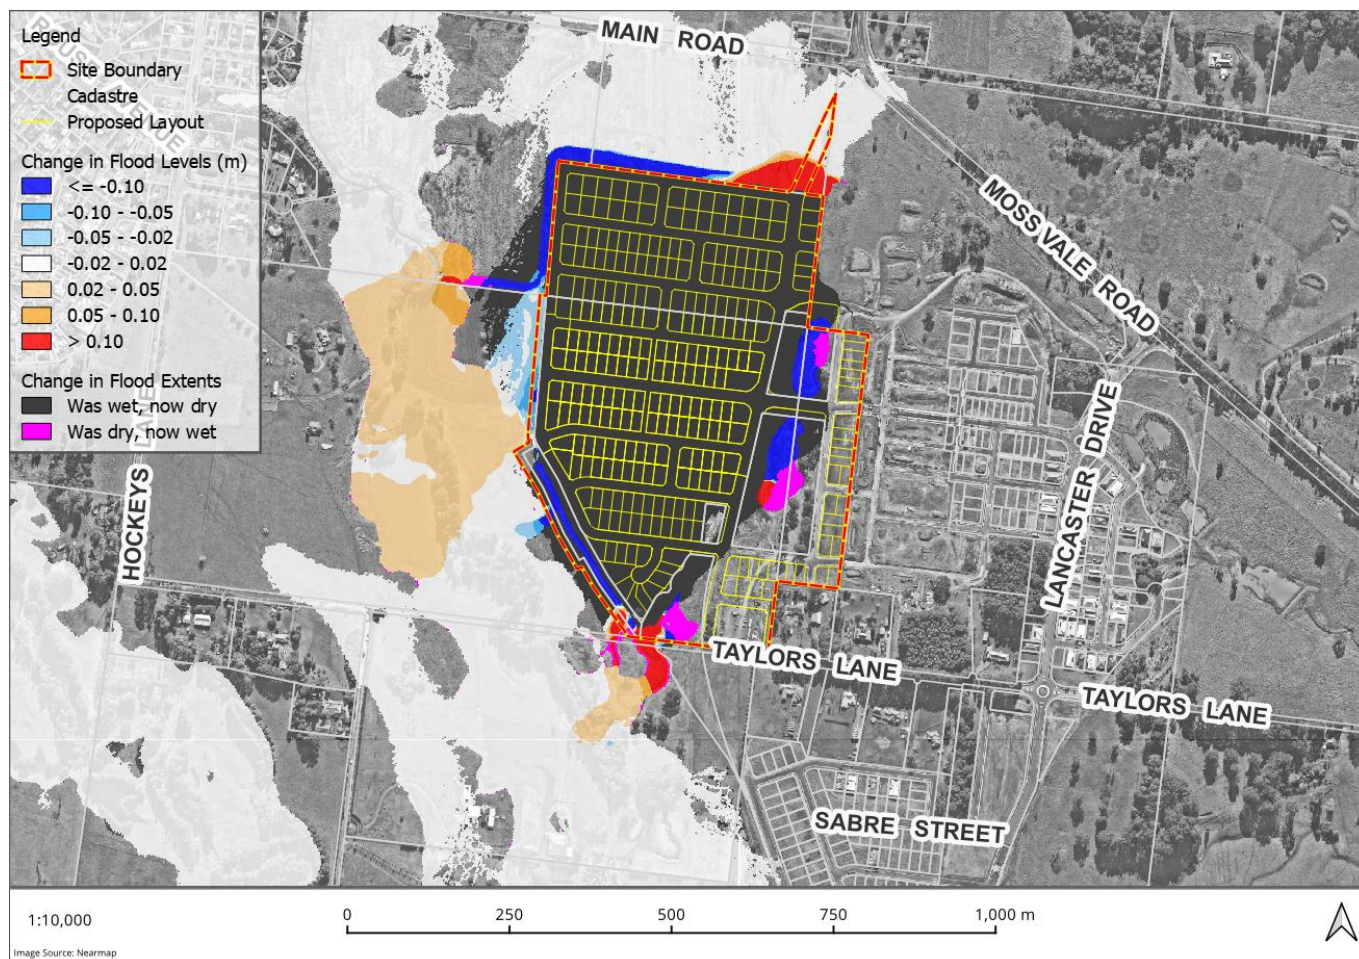 MAIN ROAD
Legend
Site Boundary
Cadastre
Proposed Layout
Change in Flood Levels (m)
<= -0.10
-0.10 - -0.05
-0.05 - -0.02
-0.02 - 0.02
0.02 - 0.05
0.05 - 0.10
> 0.10
Change in Flood Extents
Was wet, now dry
Was dry, now wet
MOSS VALE ROAD
LANCASTER DRIVE
HOCKEYS
TAYLORS LANE
TAYLORS LANE
SABRE STREET
1:10,000
0 250 500 750 1,000 m
Image Source: Nearmap